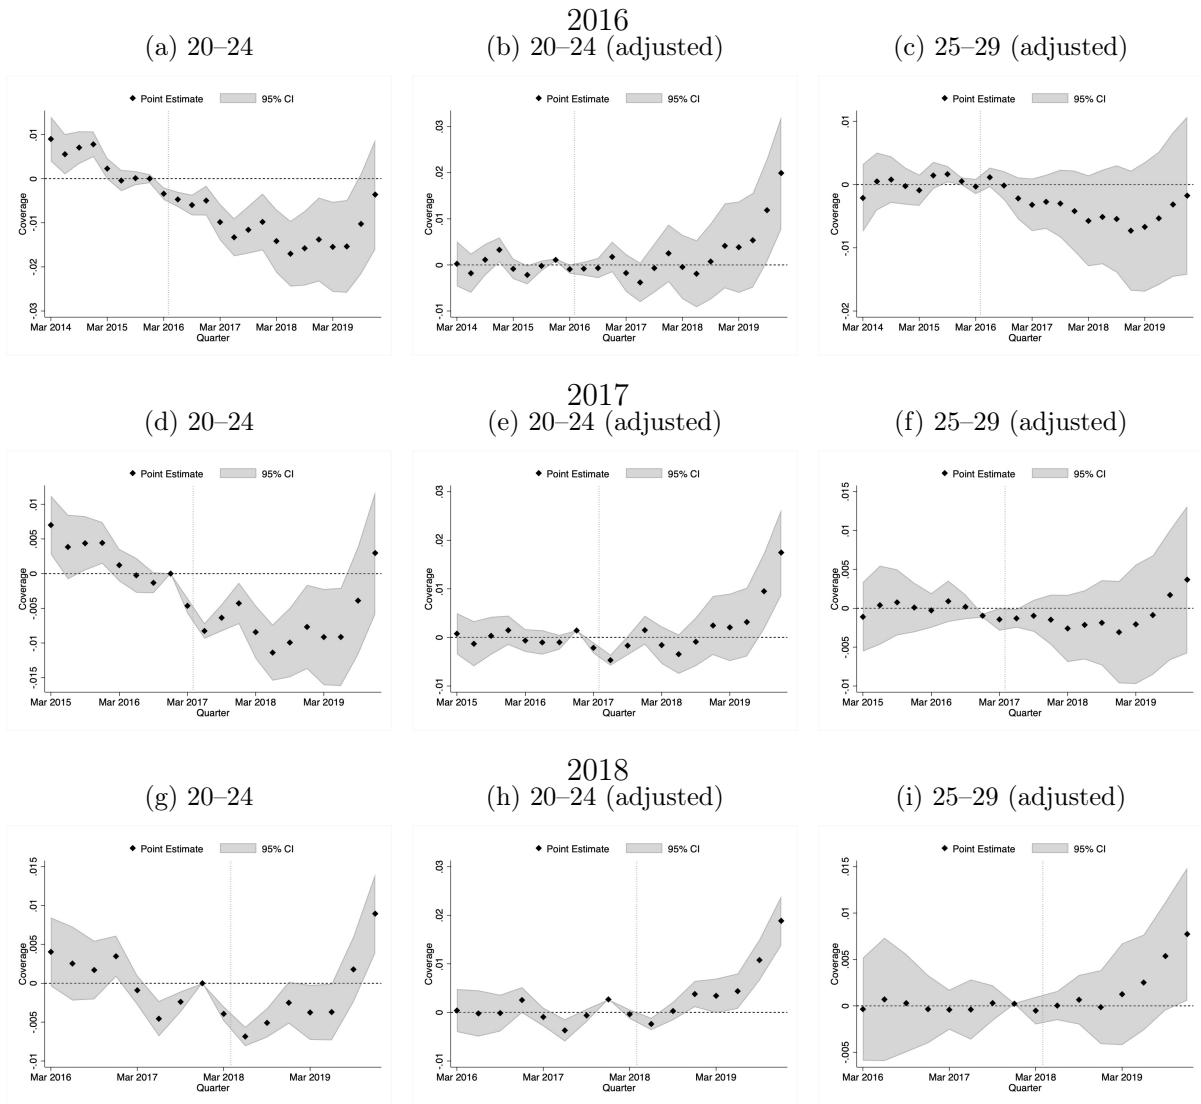 2016
(a) 20–24
(b) 20–24 (adjusted)
(c) 25–29 (adjusted)
Point Estimate 95% CI
Coverage
.01
0
-.01
-.02
-.03
Mar 2014 Mar 2015 Mar 2016 Mar 2017 Mar 2018 Mar 2019
Quarter
Point Estimate 95% CI
Coverage
.03
.02
.01
0
-.01
Mar 2014 Mar 2015 Mar 2016 Mar 2017 Mar 2018 Mar 2019
Quarter
Point Estimate 95% CI
Coverage
.01
0
-.01
-.02
Mar 2014 Mar 2015 Mar 2016 Mar 2017 Mar 2018 Mar 2019
Quarter
2017
(d) 20–24
(e) 20–24 (adjusted)
(f) 25–29 (adjusted)
Point Estimate 95% CI
Coverage
.01
.005
0
-.005
-.01
-.015
Mar 2015 Mar 2016 Mar 2017 Mar 2018 Mar 2019
Quarter
Point Estimate 95% CI
Coverage
.03
.02
.01
0
-.01
Mar 2015 Mar 2016 Mar 2017 Mar 2018 Mar 2019
Quarter
Point Estimate 95% CI
Coverage
.015
.01
.005
0
-.005
-.01
Mar 2015 Mar 2016 Mar 2017 Mar 2018 Mar 2019
Quarter
2018
(g) 20–24
(h) 20–24 (adjusted)
(i) 25–29 (adjusted)
Point Estimate 95% CI
Coverage
.015
.01
.005
0
-.005
-.01
Mar 2016 Mar 2017 Mar 2018 Mar 2019
Quarter
Point Estimate 95% CI
Coverage
.03
.02
.01
0
-.01
Mar 2016 Mar 2017 Mar 2018 Mar 2019
Quarter
Point Estimate 95% CI
Coverage
.015
.01
.005
0
-.005
Mar 2016 Mar 2017 Mar 2018 Mar 2019
Quarter